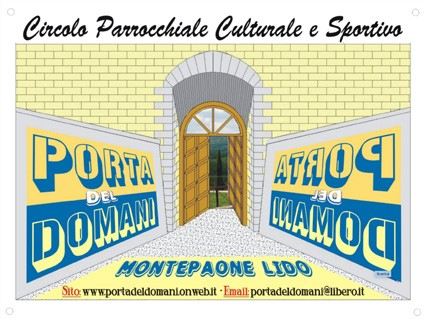 Circolo Parrocchiale Culturale e Sportivo
PORTA
DEL
DOMANI
PORTA
DEL
DOMANI
MONTEPAONE LIDO
Sito: www.portadeldomani.onweb.it - Email: portadeldomani@libero.it